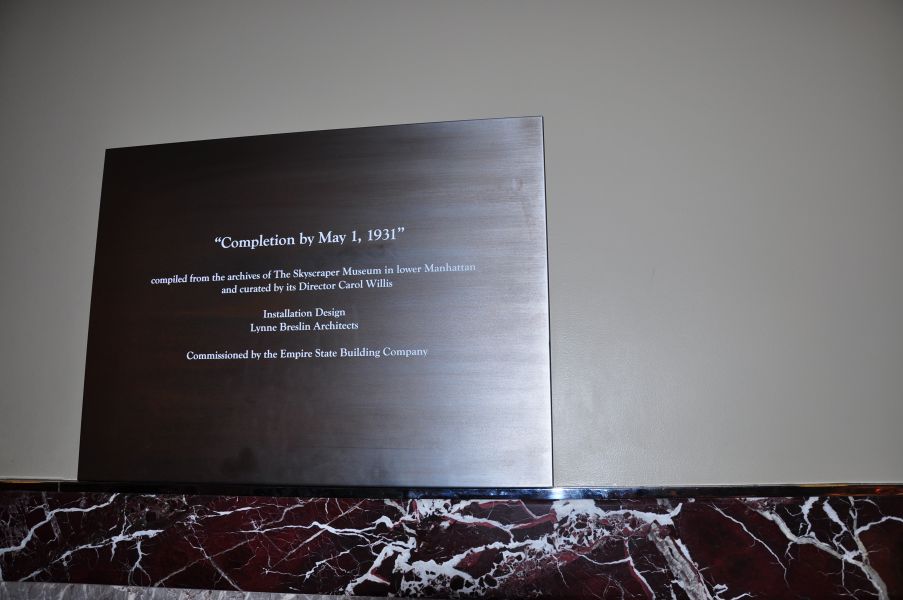 “Completion by May 1, 1931”
compiled from the archives of The Skyscraper Museum in lower Manhattan
and curated by its Director Carol Willis
Installation Design
Lynne Breslin Architects
Commissioned by the Empire State Building Company